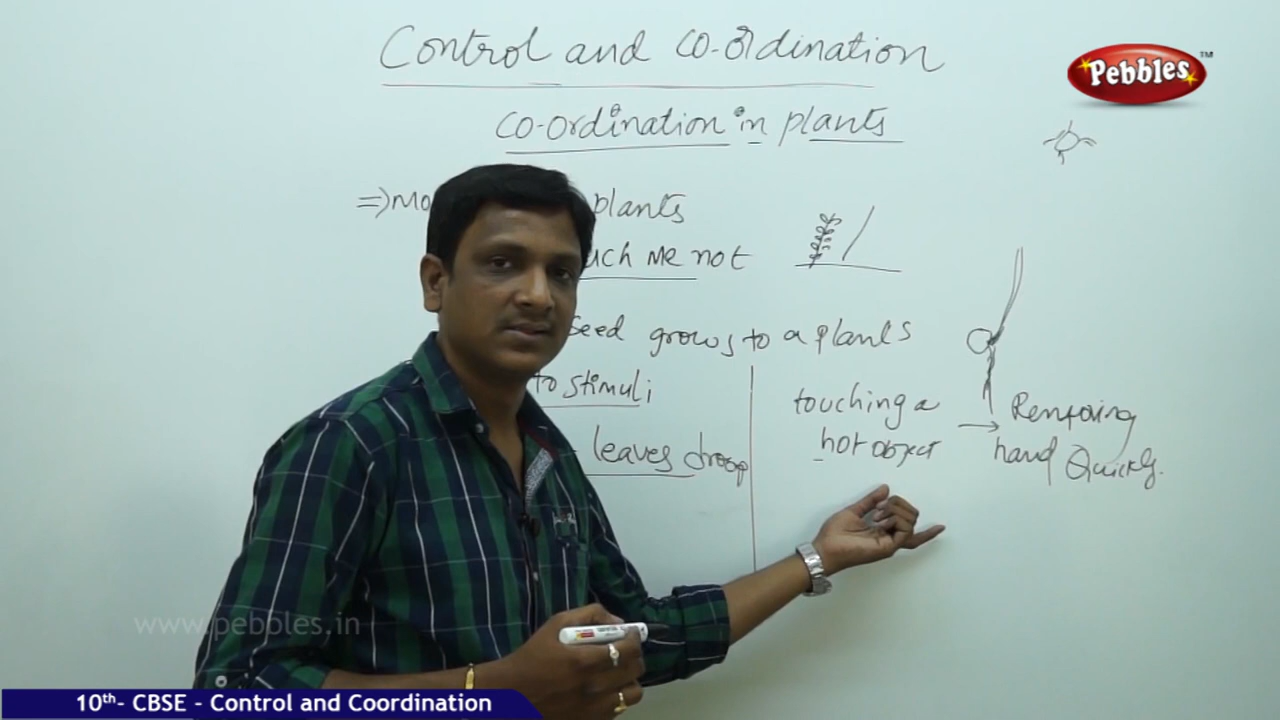 Control and co-ordination
Pebbles™
co-ordination in plants
=> Mo plants
uch me not
Seed grows to a plants
to stimuli
touching a → Removing
leaves droop hot object hand Quickly.
www.pebbles.in
10th- CBSE - Control and Coordination